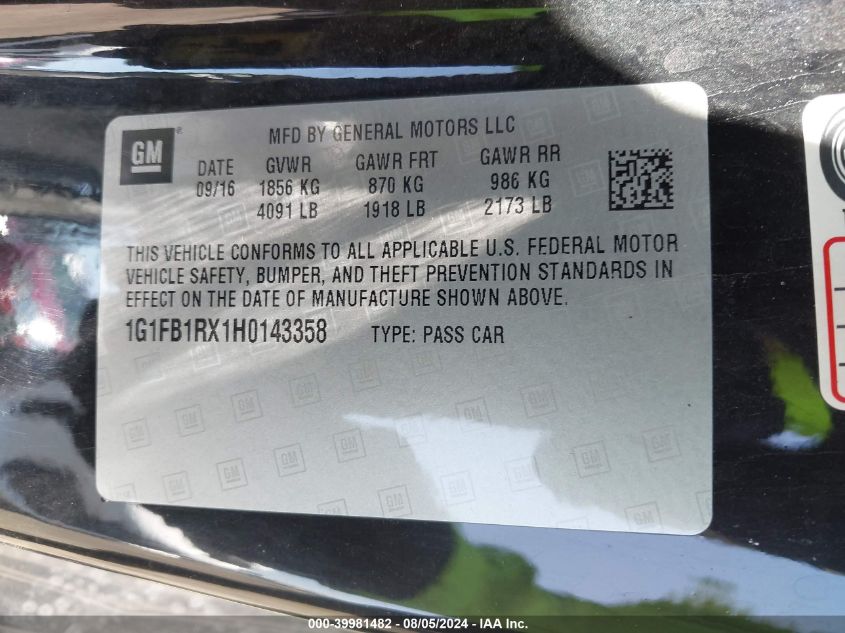 GM
MFD BY GENERAL MOTORS LLC
DATE GVWR GAWR FRT GAWR RR
09/16 1856 KG 870 KG 986 KG
4091 LB 1918 LB 2173 LB
THIS VEHICLE CONFORMS TO ALL APPLICABLE U.S. FEDERAL MOTOR
VEHICLE SAFETY, BUMPER, AND THEFT PREVENTION STANDARDS IN
EFFECT ON THE DATE OF MANUFACTURE SHOWN ABOVE.
1G1FB1RX1H0143358 TYPE: PASS CAR
000-39981482 - 08/05/2024 - IAA Inc.